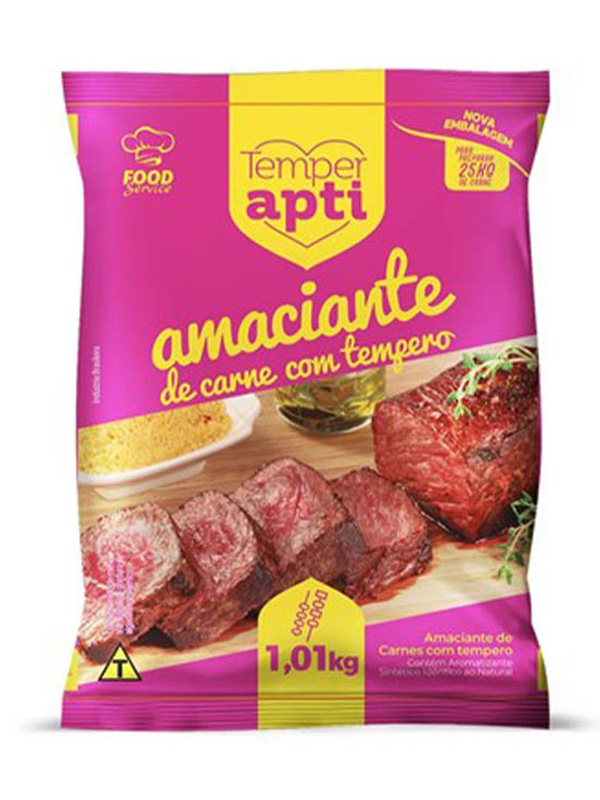 FOOD
Service
Temper
apti
NOVA
EMBALAGEM
PARA
PREPARAR
25KG
DE CARNE
amaciante
de carne com tempero
Indústria Brasileira
T
1,01kg
Amaciante de
Carnes com tempero
Contém Aromatizante
Sintético Idêntico ao Natural